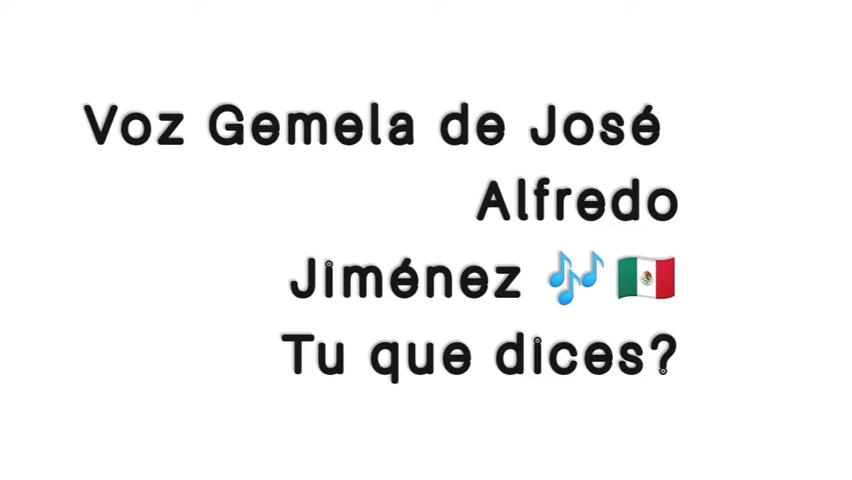 Voz Gemela de José
Alfredo
Jiménez 🎶🇲🇽
Tu que dices?